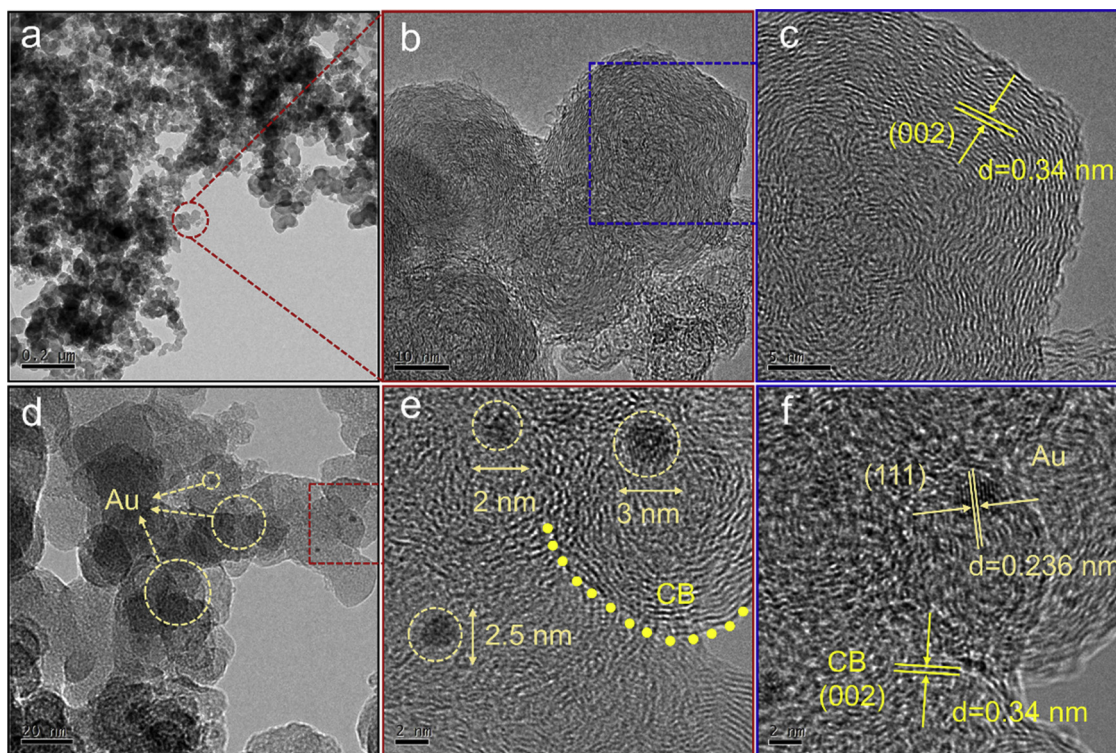 a
0.2 μm
b
10 nm
c
(002)
d=0.34 nm
5 nm
d
Au
20 nm
e
2 nm
3 nm
CB
2.5 nm
2 nm
f
Au
(111)
d=0.236 nm
CB
(002)
d=0.34 nm
2 nm